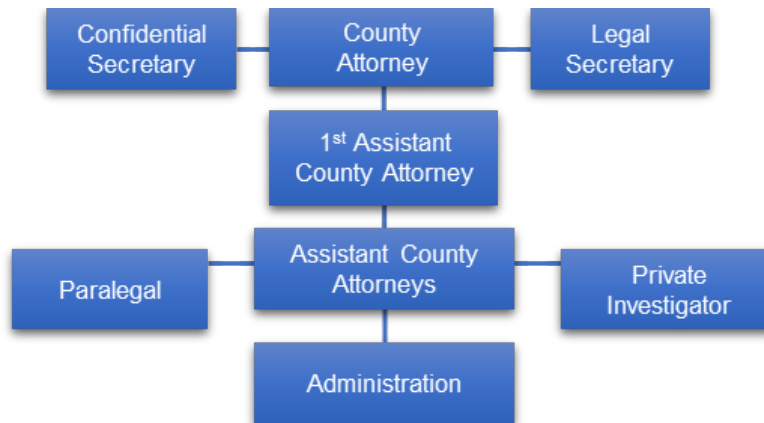 Confidential
Secretary
County
Attorney
Legal
Secretary
1st Assistant
County Attorney
Assistant County
Attorneys
Paralegal
Private
Investigator
Administration